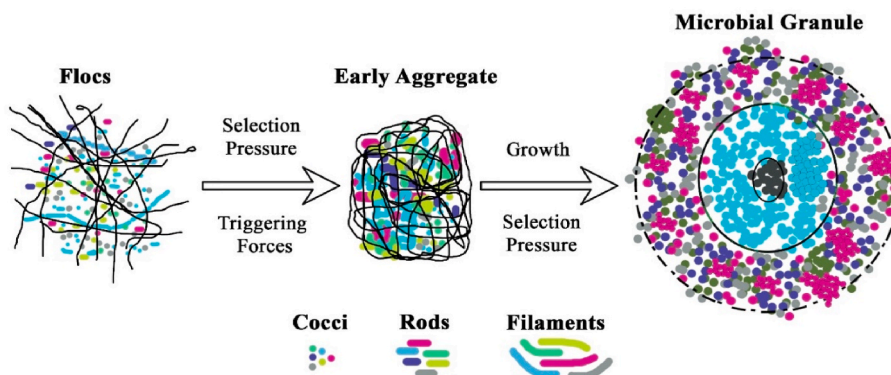 Flocs
Selection
Pressure
Triggering
Forces
Early Aggregate
Growth
Selection
Pressure
Microbial Granule
Cocci
Rods
Filaments